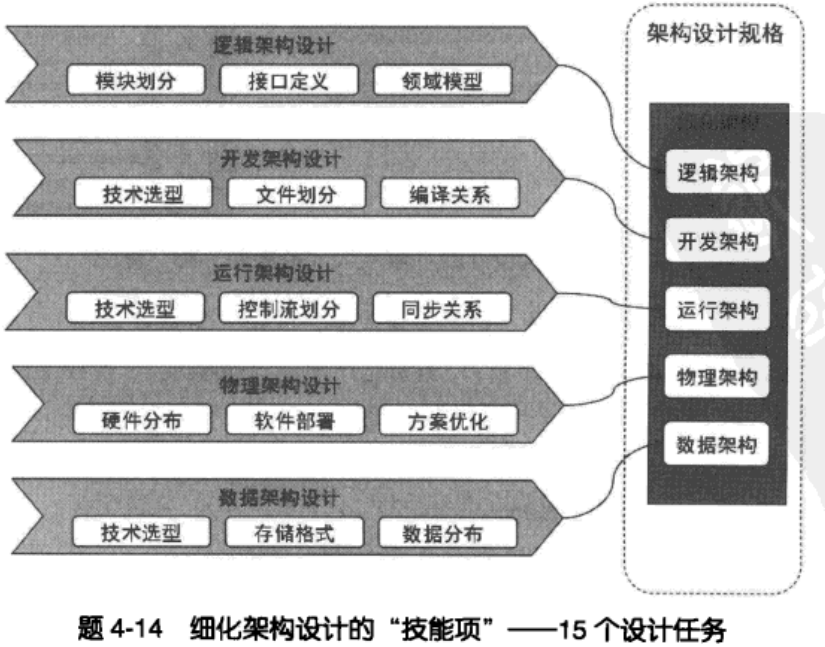 逻辑架构设计
模块划分 接口定义 领域模型
开发架构设计
技术选型 文件划分 编译关系
运行架构设计
技术选型 控制流划分 同步关系
物理架构设计
硬件分布 软件部署 方案优化
数据架构设计
技术选型 存储格式 数据分布
架构设计规格
细化架构
逻辑架构
开发架构
运行架构
物理架构
数据架构
题 4-14 细化架构设计的“技能项”——15 个设计任务